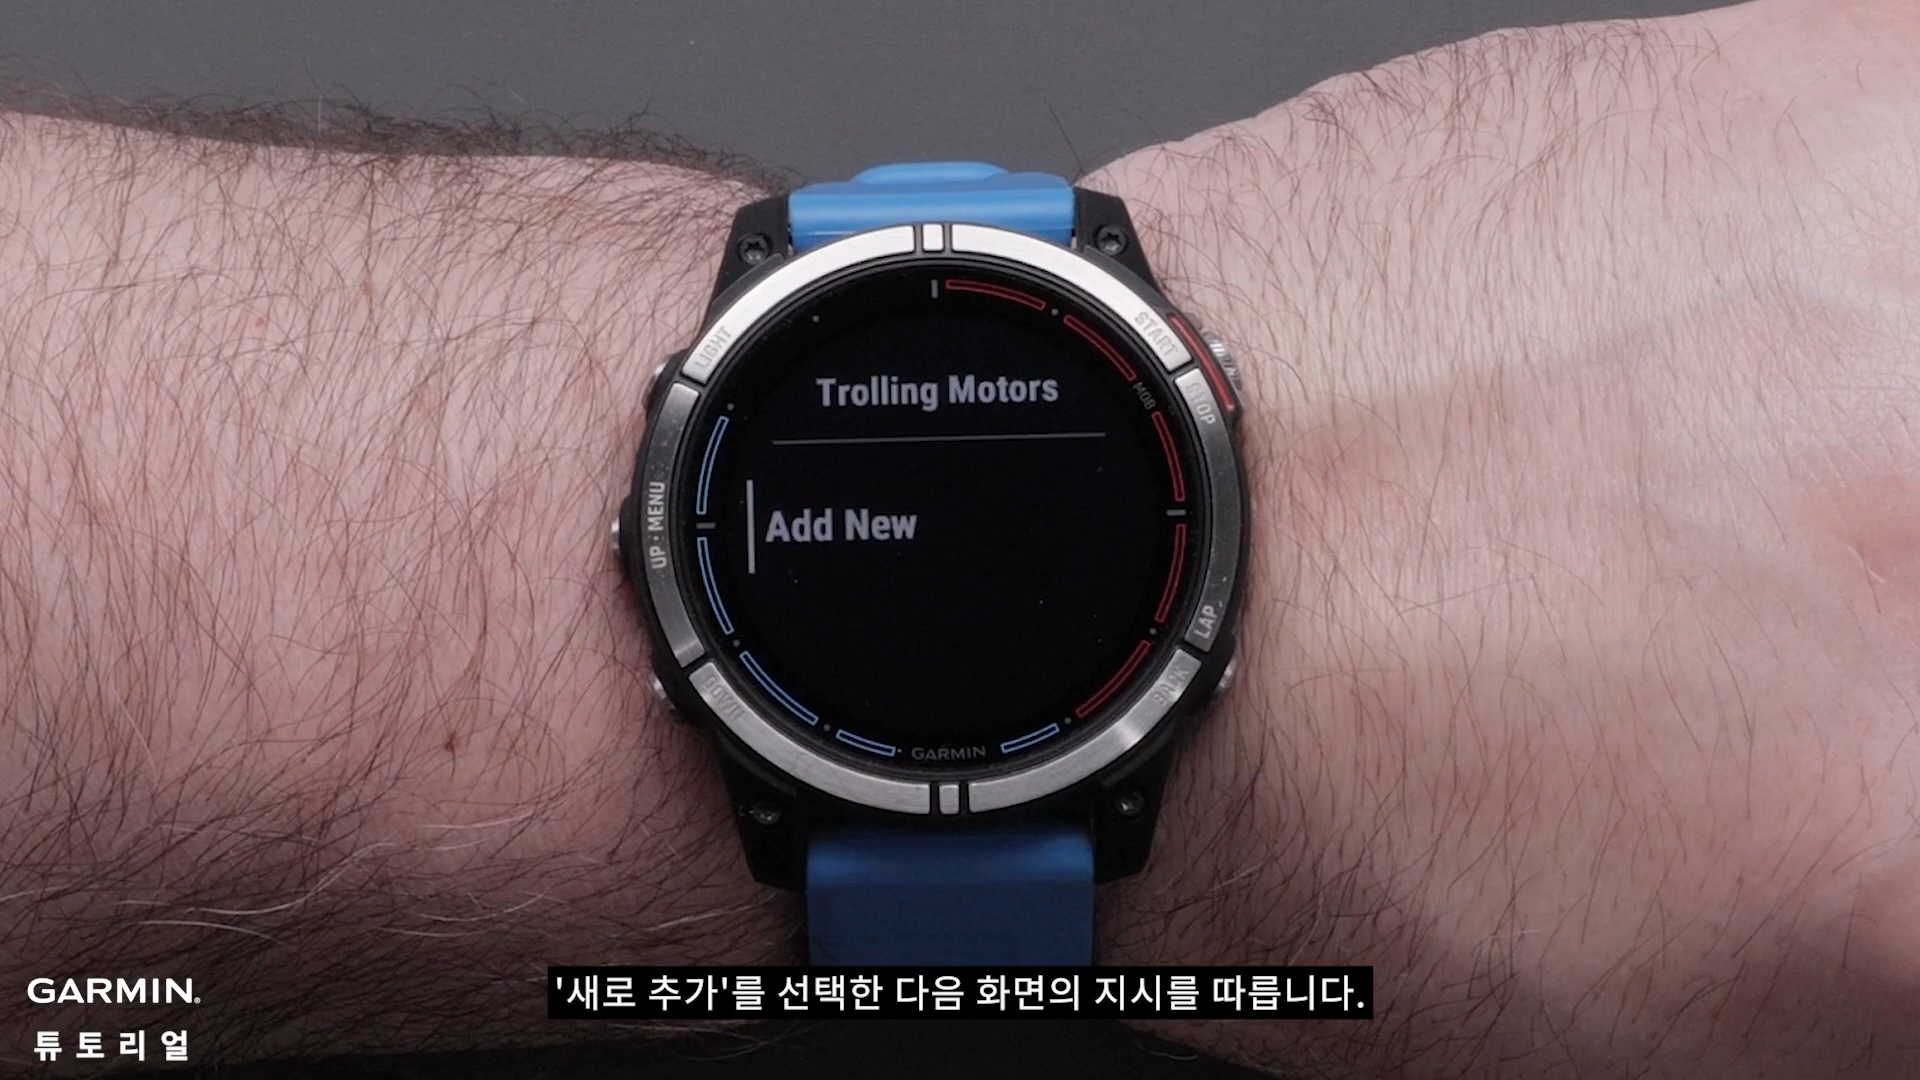 LIGHT
START
STOP
MOB
Trolling Motors
UP · MENU
Add New
LAP
BACK
DOWN
GARMIN
'새로 추가'를 선택한 다음 화면의 지시를 따릅니다.
GARMIN®
튜토리얼